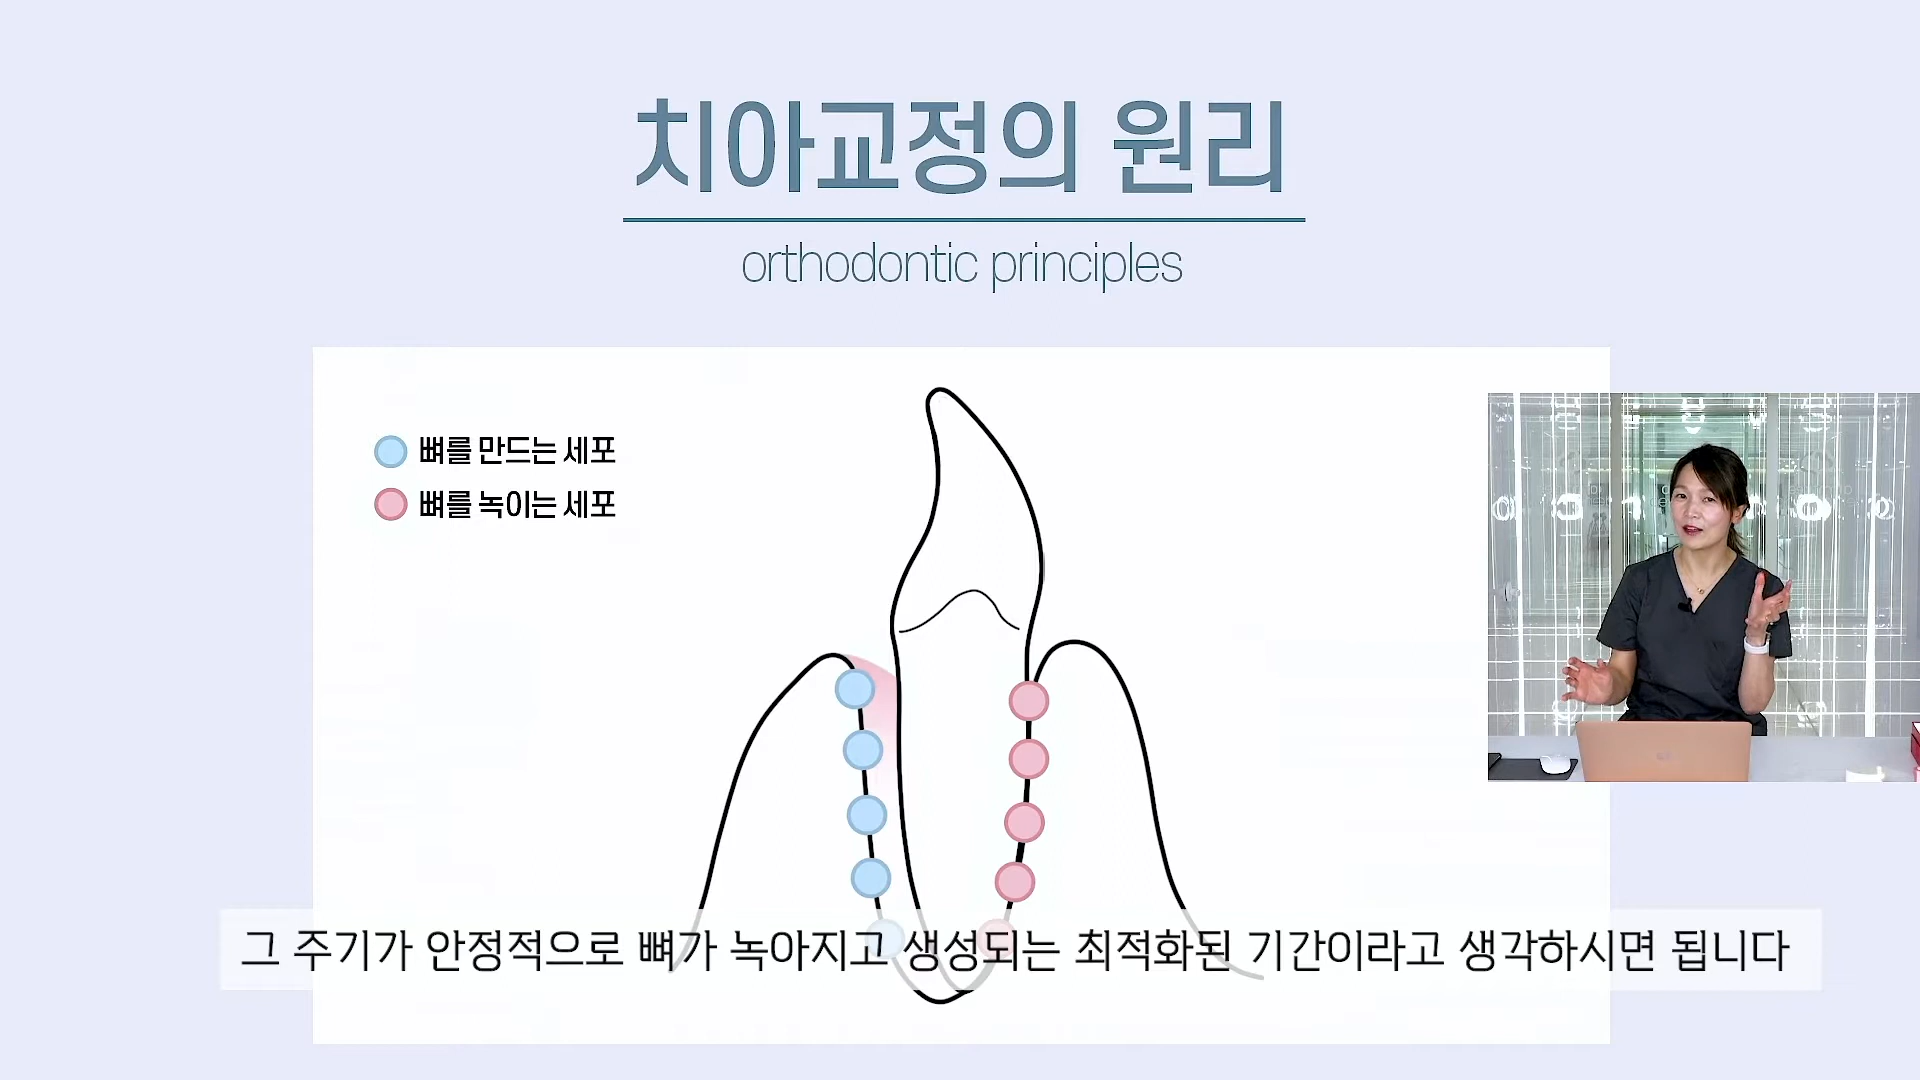 치아교정의 원리
orthodontic principles
뼈를 만드는 세포
뼈를 녹이는 세포
그 주기가 안정적으로 뼈가 녹아지고 생성되는 최적화된 기간이라고 생각하시면 됩니다